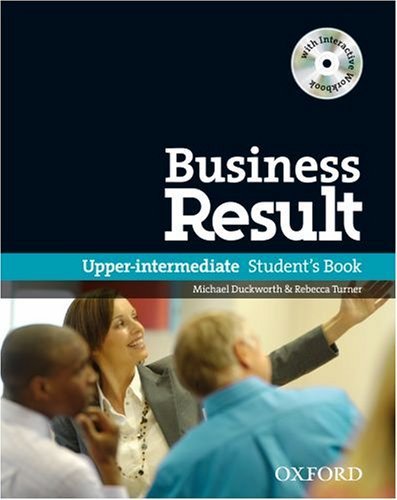 with Interactive Workbook
Business
Result
Upper-intermediate Student's Book
Michael Duckworth & Rebecca Turner
OXFORD